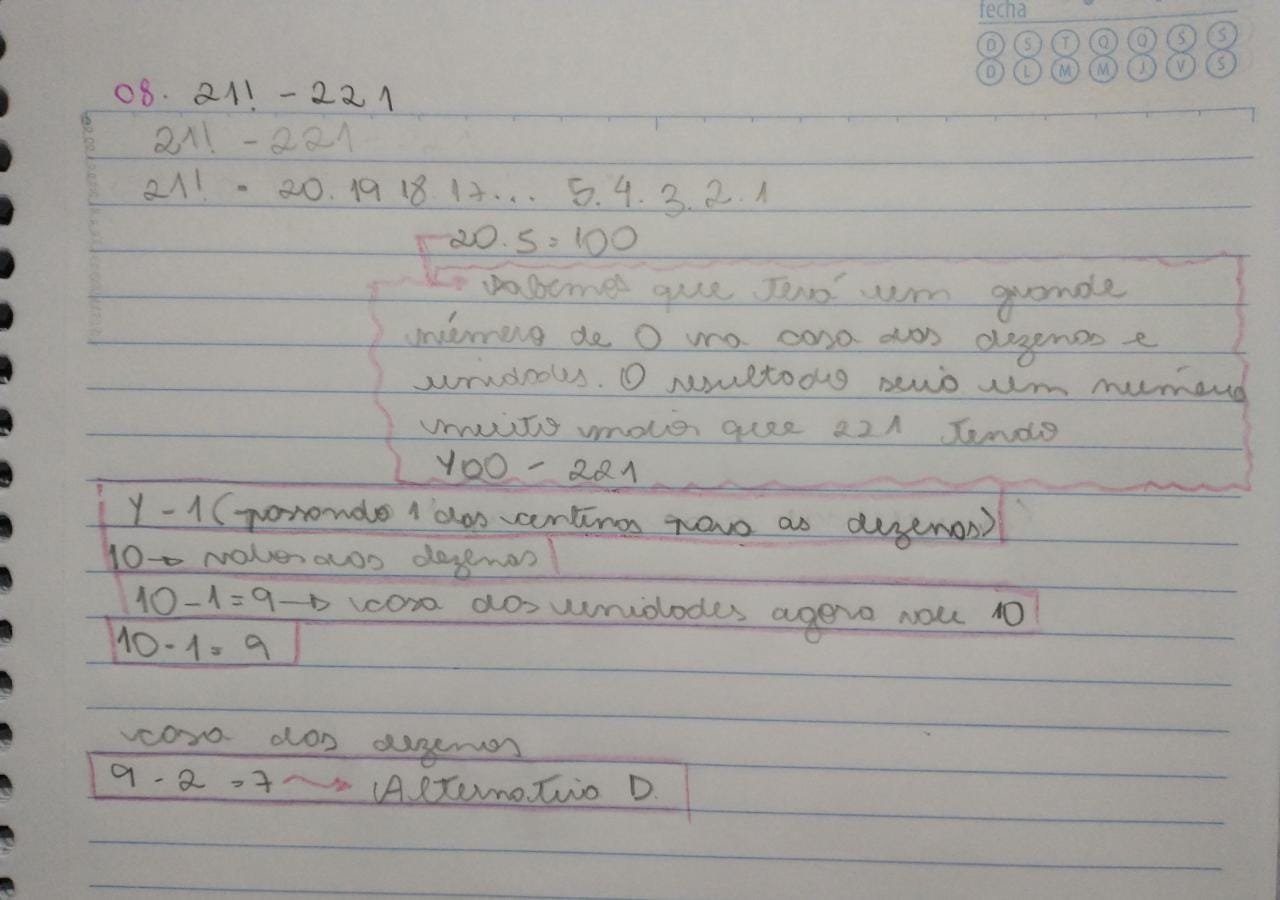 fecha
D S T Q Q S S
D L M M J V S
08. 21! - 221
21! - 221
21! = 20.19 18.17... 5.4.3.2.1
20.5=100
sabemos que terá um grande
número de 0 na casa das dezenas e
unidades. O resultado será um número
muito maior que 221 tendo
Y00 - 221
Y - 1 (passando 1 das centenas para as dezenas)
10 → valor das dezenas
10-1=9 → casa das unidades agora vale 10
10-1=9
casa das dezenas
9-2=7 → Alternativa D.